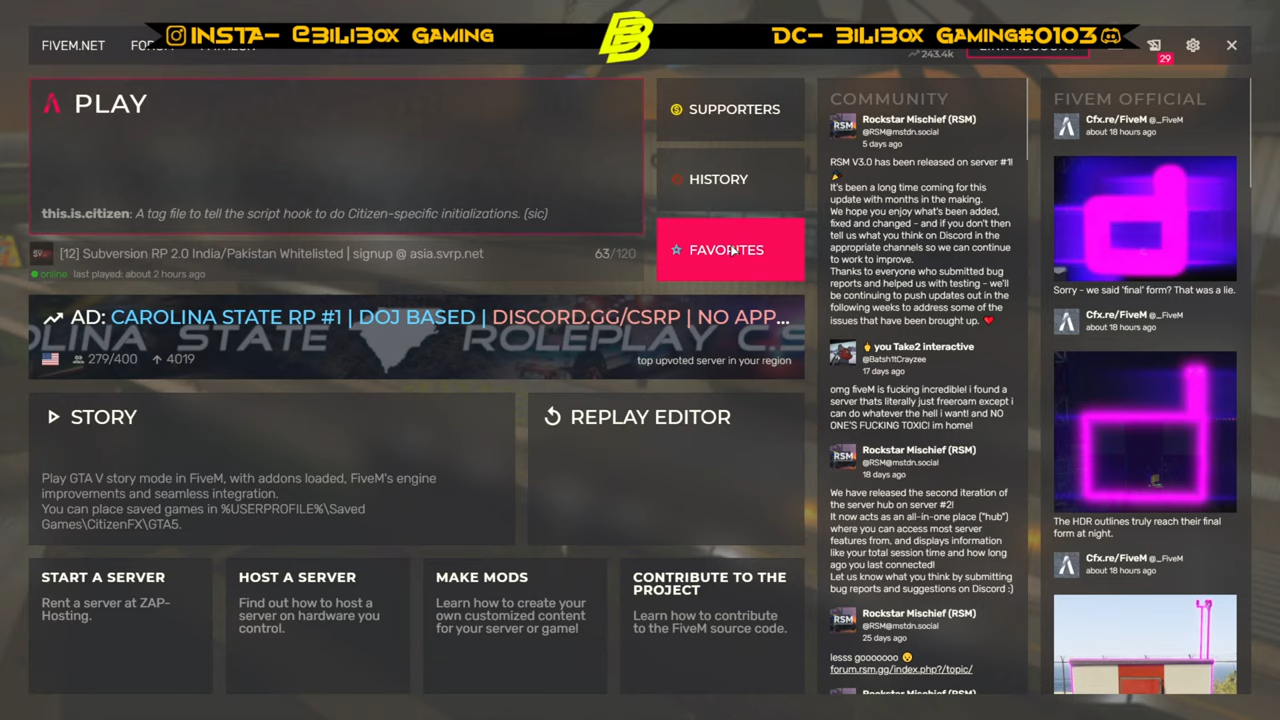 INSTA- @BILIBOX GAMING
DC- BILIBOX GAMING#0103
FIVEM.NET
243.4k
29
PLAY
this.is.citizen: A tag file to tell the script hook to do Citizen-specific initializations. (sic)
[12] Subversion RP 2.0 India/Pakistan Whitelisted | signup @ asia.svrp.net
63/120
online last played: about 2 hours ago
SUPPORTERS
HISTORY
FAVORITES
AD: CAROLINA STATE RP #1 | DOJ BASED | DISCORD.GG/CSRP | NO APP...
279/400
4019
top upvoted server in your region
STORY
Play GTA V story mode in FiveM, with addons loaded, FiveM's engine
improvements and seamless integration.
You can place saved games in %USERPROFILE%\Saved
Games\CitizenFX\GTA5.
REPLAY EDITOR
START A SERVER
Rent a server at ZAP-
Hosting.
HOST A SERVER
Find out how to host a
server on hardware you
control.
MAKE MODS
Learn how to create your
own customized content
for your server or game!
CONTRIBUTE TO THE
PROJECT
Learn how to contribute
to the FiveM source code.
COMMUNITY
RSM
Rockstar Mischief (RSM)
@RSM@mstdn.social
5 days ago
RSM V3.0 has been released on server #1!
🎉
It's been a long time coming for this
update with months in the making.
We hope you enjoy what's been added,
fixed and changed - and if you don't then
tell us what you think on Discord in the
appropriate channels so we can continue
to work to improve.
Thanks to everyone who submitted bug
reports and helped us with testing - we'll
be continuing to push updates out in the
following weeks to address some of the
issues that have been brought up. ❤️
🖕 you Take2 interactive
@Batsh1tCrayzee
17 days ago
omg fiveM is fucking incredible! i found a
server thats literally just freeroam except i
can do whatever the hell i want! and NO
ONE'S FUCKING TOXIC! im home!
RSM
Rockstar Mischief (RSM)
@RSM@mstdn.social
18 days ago
We have released the second iteration of
the server hub on server #2!
It now acts as an all-in-one place ("hub")
where you can access most server
features from, and displays information
like your total session time and how long
ago you last connected!
Let us know what you think by submitting
bug reports and suggestions on Discord :)
RSM
Rockstar Mischief (RSM)
@RSM@mstdn.social
25 days ago
lesss gooooooo 😮
forum.rsm.gg/index.php?/topic/
FIVEM OFFICIAL
Cfx.re/FiveM @_FiveM
about 18 hours ago
Sorry - we said 'final' form? That was a lie.
Cfx.re/FiveM @_FiveM
about 18 hours ago
The HDR outlines truly reach their final
form at night.
Cfx.re/FiveM @_FiveM
about 18 hours ago